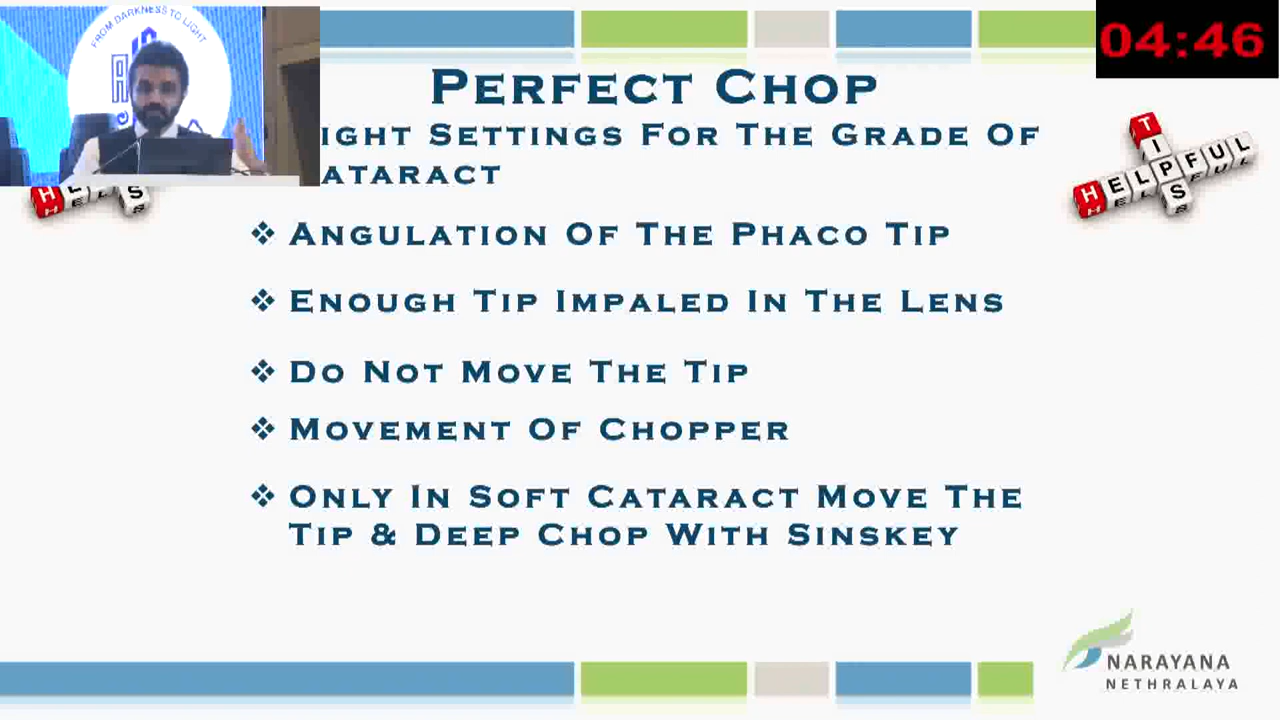 FROM DARKNESS TO LIGHT
04:46
PERFECT CHOP
IGHT SETTINGS FOR THE GRADE OF
ATARACT
HELPFUL
TIPS
❖ ANGULATION OF THE PHACO TIP
❖ ENOUGH TIP IMPALED IN THE LENS
❖ DO NOT MOVE THE TIP
❖ MOVEMENT OF CHOPPER
❖ ONLY IN SOFT CATARACT MOVE THE
TIP & DEEP CHOP WITH SINSKEY
NARAYANA
NETHRALAYA